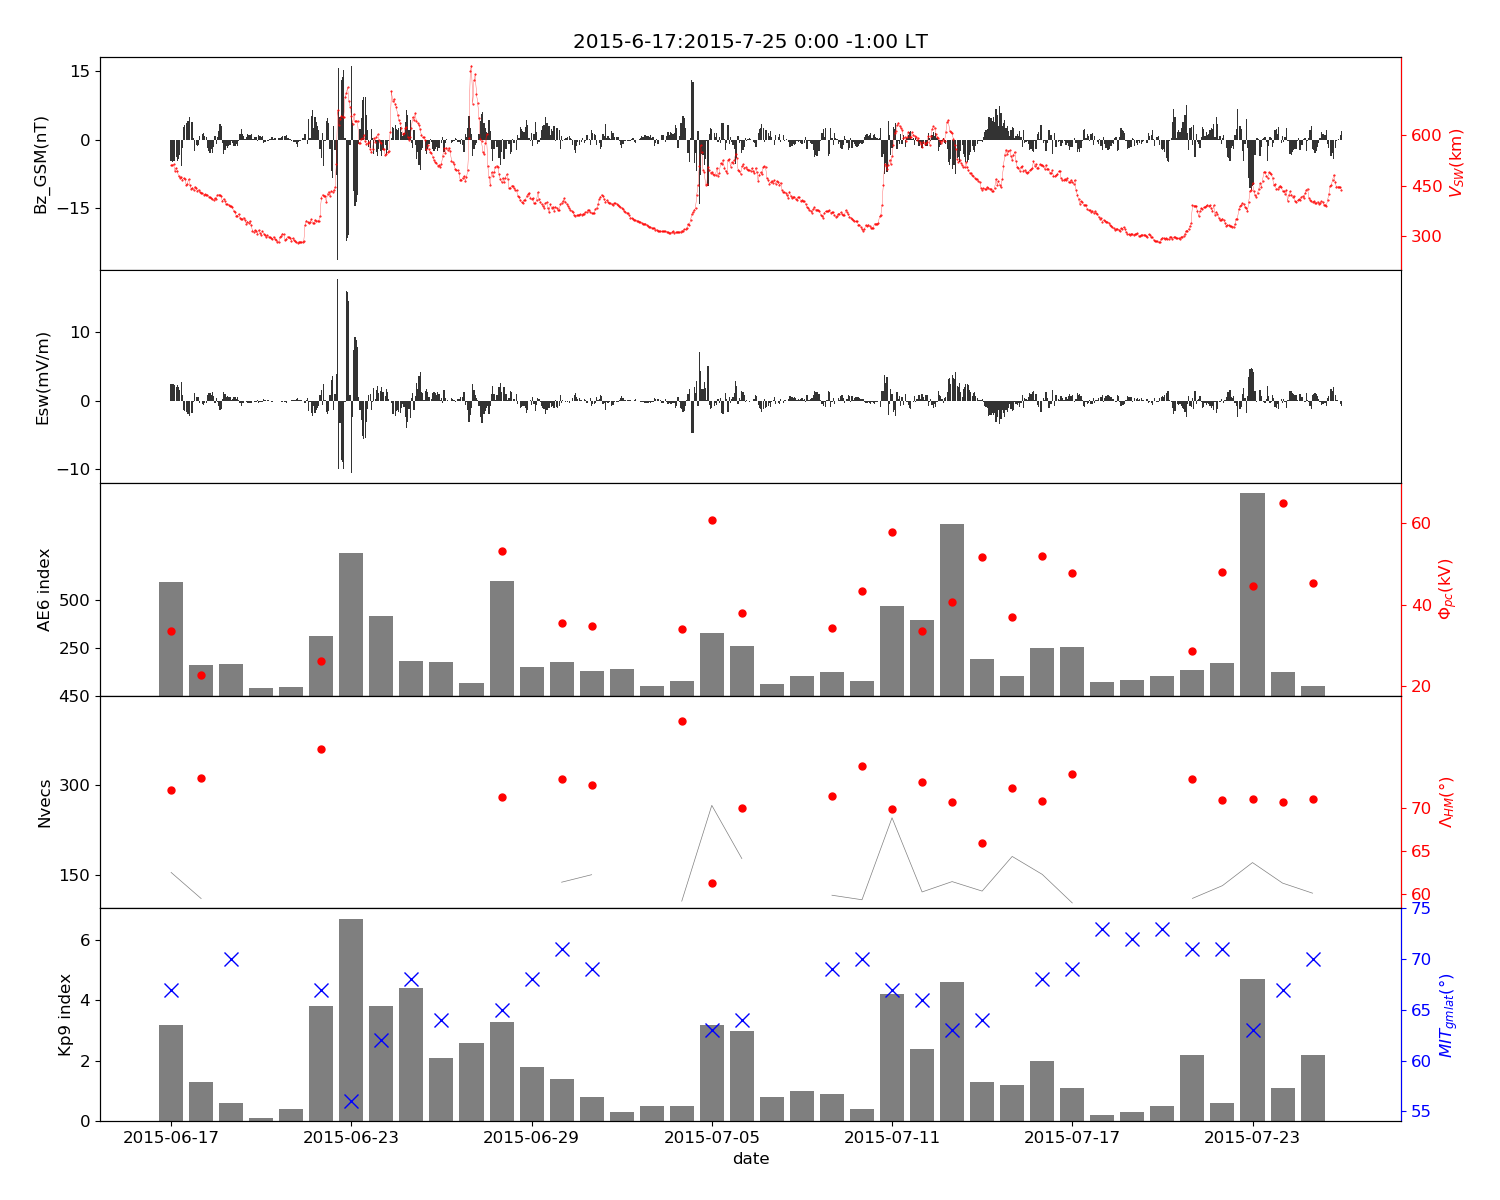 2015-6-17:2015-7-25 0:00 -1:00 LT
15
0
−15
Bz_GSM(nT)
600
450
300
V_SW(km)
10
0
−10
Esw(mV/m)
500
250
AE6 index
60
40
20
Φ_pc(kV)
450
300
150
Nvecs
70
65
60
Λ_HM(°)
6
4
2
0
Kp9 index
75
70
65
60
55
MIT_gmlat(°)
2015-06-17 2015-06-23 2015-06-29 2015-07-05 2015-07-11 2015-07-17 2015-07-23
date